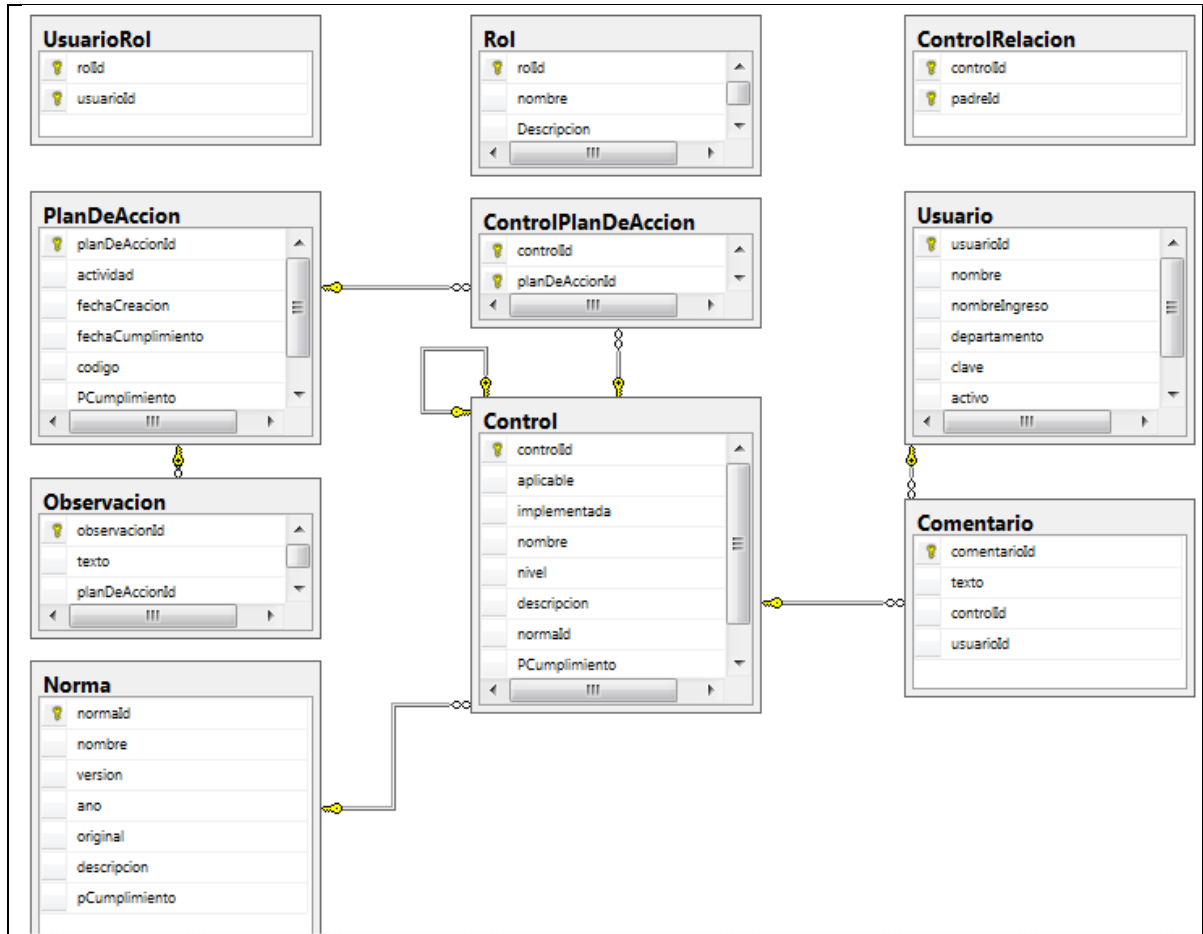 UsuarioRol
rolId
usuarioId
Rol
rolId
nombre
Descripcion
ControlRelacion
controlId
padreId
PlanDeAccion
planDeAccionId
actividad
fechaCreacion
fechaCumplimiento
codigo
PCumplimiento
ControlPlanDeAccion
controlId
planDeAccionId
Usuario
usuarioId
nombre
nombreIngreso
departamento
clave
activo
Observacion
observacionId
texto
planDeAccionId
Control
controlId
aplicable
implementada
nombre
nivel
descripcion
normaId
PCumplimiento
Comentario
comentarioId
texto
controlId
usuarioId
Norma
normaId
nombre
version
ano
original
descripcion
pCumplimiento